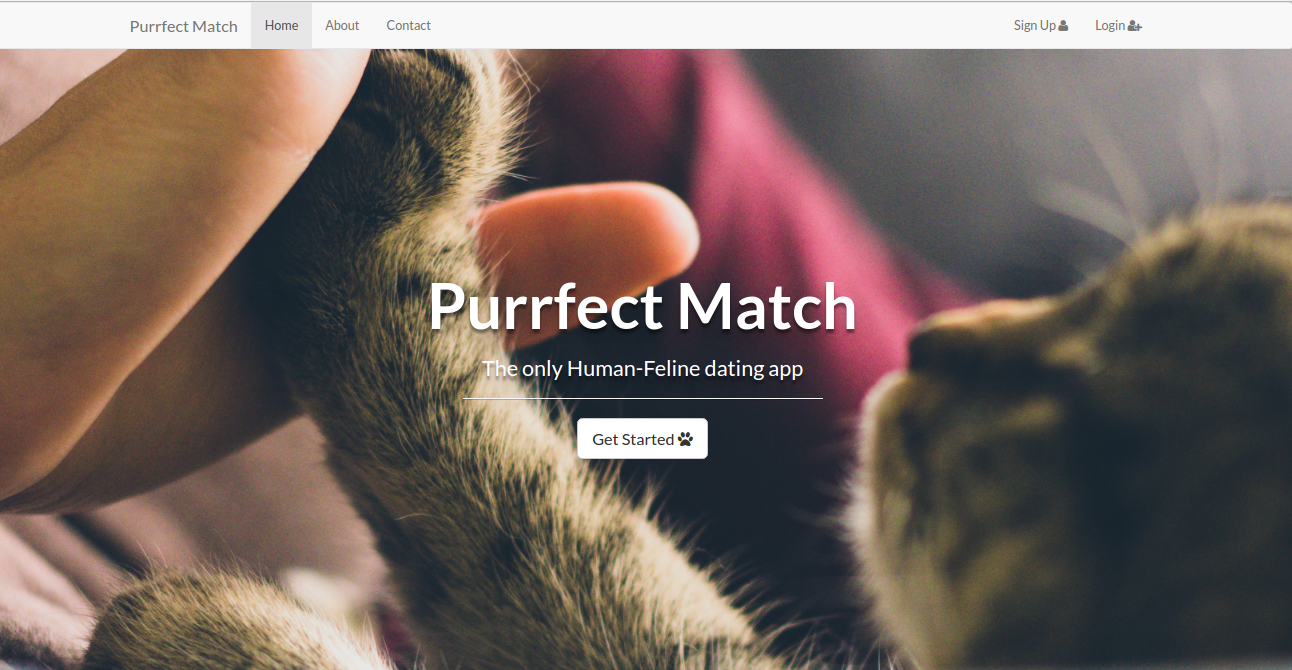 Purrfect Match Home About Contact Sign Up Login
Purrfect Match
The only Human-Feline dating app
Get Started